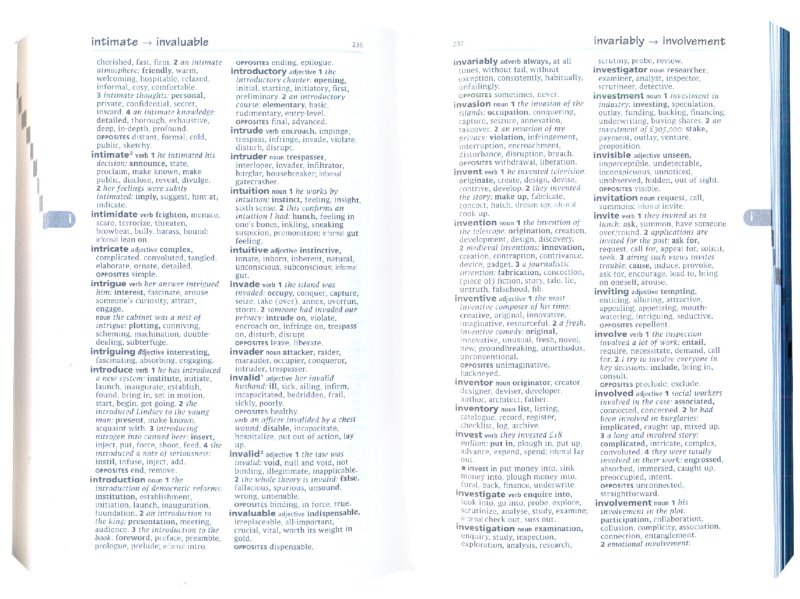 intimate → invaluable
236
cherished, fast, firm. 2 an intimate
atmosphere: friendly, warm,
welcoming, hospitable, relaxed,
informal, cosy, comfortable.
3 intimate thoughts: personal,
private, confidential, secret,
inward. 4 an intimate knowledge:
detailed, thorough, exhaustive,
deep, in-depth, profound.
OPPOSITES distant, formal, cold,
public, sketchy.
intimate² verb 1 he intimated his
decision: announce, state,
proclaim, make known, make
public, disclose, reveal, divulge.
2 her feelings were subtly
intimated: imply, suggest, hint at,
indicate.
intimidate verb frighten, menace,
scare, terrorize, threaten,
browbeat, bully, harass, hound;
informal lean on.
intricate adjective complex,
complicated, convoluted, tangled,
elaborate, ornate, detailed.
OPPOSITES simple.
intrigue verb her answer intrigued
him: interest, fascinate, arouse
someone's curiosity, attract,
engage.
noun the cabinet was a nest of
intrigue: plotting, conniving,
scheming, machination, double-
dealing, subterfuge.
intriguing adjective interesting,
fascinating, absorbing, engaging.
introduce verb 1 he has introduced
a new system: institute, initiate,
launch, inaugurate, establish,
found, bring in, set in motion,
start, begin, get going. 2 she
introduced Lindsey to the young
man: present, make known,
acquaint with. 3 introducing
nitrogen into canned beer: insert,
inject, put, force, shoot, feed. 4 she
introduced a note of seriousness:
instil, infuse, inject, add.
OPPOSITES end, remove.
introduction noun 1 the
introduction of democratic reforms:
institution, establishment,
initiation, launch, inauguration,
foundation. 2 an introduction to
the king: presentation, meeting,
audience. 3 the introduction to the
book: foreword, preface, preamble,
prologue, prelude; informal intro.
OPPOSITES ending, epilogue.
introductory adjective 1 the
introductory chapter: opening,
initial, starting, initiatory, first,
preliminary. 2 an introductory
course: elementary, basic,
rudimentary, entry-level.
OPPOSITES final, advanced.
intrude verb encroach, impinge,
trespass, infringe, invade, violate,
disturb, disrupt.
intruder noun trespasser,
interloper, invader, infiltrator,
burglar, housebreaker; informal
gatecrasher.
intuition noun 1 he works by
intuition: instinct, feeling, insight,
sixth sense. 2 this confirms an
intuition I had: hunch, feeling in
one's bones, inkling, sneaking
suspicion, premonition; informal gut
feeling.
intuitive adjective instinctive,
innate, inborn, inherent, natural,
unconscious, subconscious; informal
gut.
invade verb 1 the island was
invaded: occupy, conquer, capture,
seize, take (over), annex, overrun,
storm. 2 someone had invaded our
privacy: intrude on, violate,
encroach on, infringe on, trespass
on, disturb, disrupt.
OPPOSITES leave, liberate.
invader noun attacker, raider,
marauder, occupier, conqueror,
intruder, trespasser.
invalid¹ adjective her invalid
husband: ill, sick, ailing, infirm,
incapacitated, bedridden, frail,
sickly, poorly.
OPPOSITES healthy.
verb an officer invalided by a chest
wound: disable, incapacitate,
hospitalize, put out of action, lay
up.
invalid² adjective 1 the law was
invalid: void, null and void, not
binding, illegitimate, inapplicable.
2 the whole theory is invalid: false,
fallacious, spurious, unsound,
wrong, untenable.
OPPOSITES binding, in force, true.
invaluable adjective indispensable,
irreplaceable, all-important,
crucial, vital, worth its weight in
gold.
OPPOSITES dispensable.
i
237
invariably → involvement
invariably adverb always, at all
times, without fail, without
exception, consistently, habitually,
unfailingly.
OPPOSITES sometimes, never.
invasion noun 1 the invasion of the
islands: occupation, conquering,
capture, seizure, annexation,
takeover. 2 an invasion of my
privacy: violation, infringement,
interruption, encroachment,
disturbance, disruption, breach.
OPPOSITES withdrawal, liberation.
invent verb 1 he invented television:
originate, create, design, devise,
contrive, develop. 2 they invented
the story: make up, fabricate,
concoct, hatch, dream up; informal
cook up.
invention noun 1 the invention of
the telescope: origination, creation,
development, design, discovery.
2 medieval inventions: innovation,
creation, contraption, contrivance,
device, gadget. 3 a journalistic
invention: fabrication, concoction,
(piece of) fiction, story, tale, lie,
untruth, falsehood, fib.
inventive adjective 1 the most
inventive composer of his time:
creative, original, innovative,
imaginative, resourceful. 2 a fresh,
inventive comedy: original,
innovative, unusual, fresh, novel,
new, groundbreaking, unorthodox,
unconventional.
OPPOSITES unimaginative,
hackneyed.
inventor noun originator, creator,
designer, deviser, developer,
author, architect, father.
inventory noun list, listing,
catalogue, record, register,
checklist, log, archive.
invest verb they invested £18
million: put in, plough in, put up,
advance, expend, spend; informal lay
out.
■ invest in put money into, sink
money into, plough money into,
fund, back, finance, underwrite.
investigate verb enquire into,
look into, go into, probe, explore,
scrutinize, analyse, study, examine;
informal check out, suss out.
investigation noun examination,
enquiry, study, inspection,
exploration, analysis, research,
scrutiny, probe, review.
investigator noun researcher,
examiner, analyst, inspector,
scrutineer, detective.
investment noun 1 investment in
industry: investing, speculation,
outlay, funding, backing, financing,
underwriting, buying shares. 2 an
investment of £305,000: stake,
payment, outlay, venture,
proposition.
invisible adjective unseen,
imperceptible, undetectable,
inconspicuous, unnoticed,
unobserved, hidden, out of sight.
OPPOSITES visible.
invitation noun request, call,
summons; informal invite.
invite verb 1 they invited us to
lunch: ask, summon, have someone
over/round. 2 applications are
invited for the post: ask for,
request, call for, appeal for, solicit,
seek. 3 airing such views invites
trouble: cause, induce, provoke,
ask for, encourage, lead to, bring
on oneself, arouse.
inviting adjective tempting,
enticing, alluring, attractive,
appealing, appetizing, mouth-
watering, intriguing, seductive.
OPPOSITES repellent.
involve verb 1 the inspection
involved a lot of work: entail,
require, necessitate, demand, call
for. 2 I try to involve everyone in
key decisions: include, bring in,
consult.
OPPOSITES preclude, exclude.
involved adjective 1 social workers
involved in the case: associated,
connected, concerned. 2 he had
been involved in burglaries:
implicated, caught up, mixed up.
3 a long and involved story:
complicated, intricate, complex,
convoluted. 4 they were totally
involved in their work: engrossed,
absorbed, immersed, caught up,
preoccupied, intent.
OPPOSITES unconnected,
straightforward.
involvement noun 1 his
involvement in the plot:
participation, collaboration,
collusion, complicity, association,
connection, entanglement.
2 emotional involvement:
i